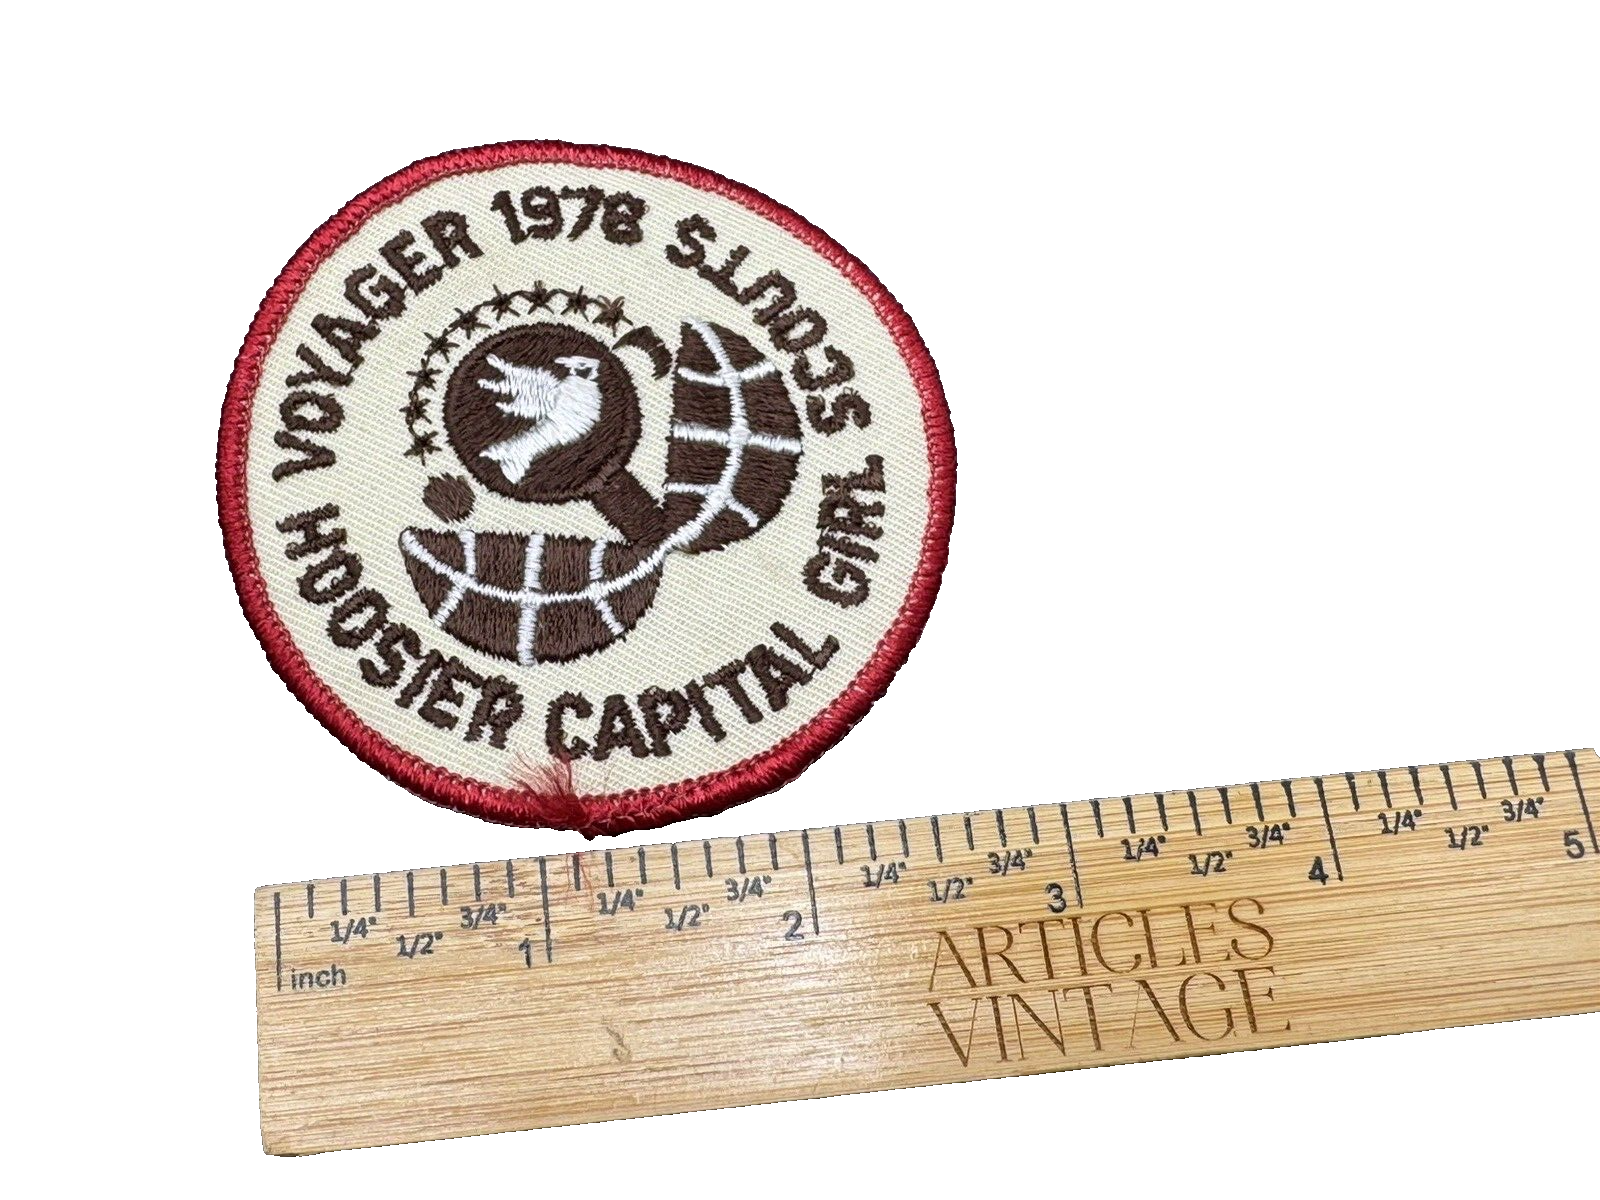 VOYAGER 1978
HOOSIER CAPITAL GIRL SCOUTS
1/4" 1/2" 3/4" 1 1/4" 1/2" 3/4" 2 1/4" 1/2" 3/4" 3 1/4" 1/2" 3/4" 4 1/4" 1/2" 3/4" 5
inch
ARTICLES
VINTAGE